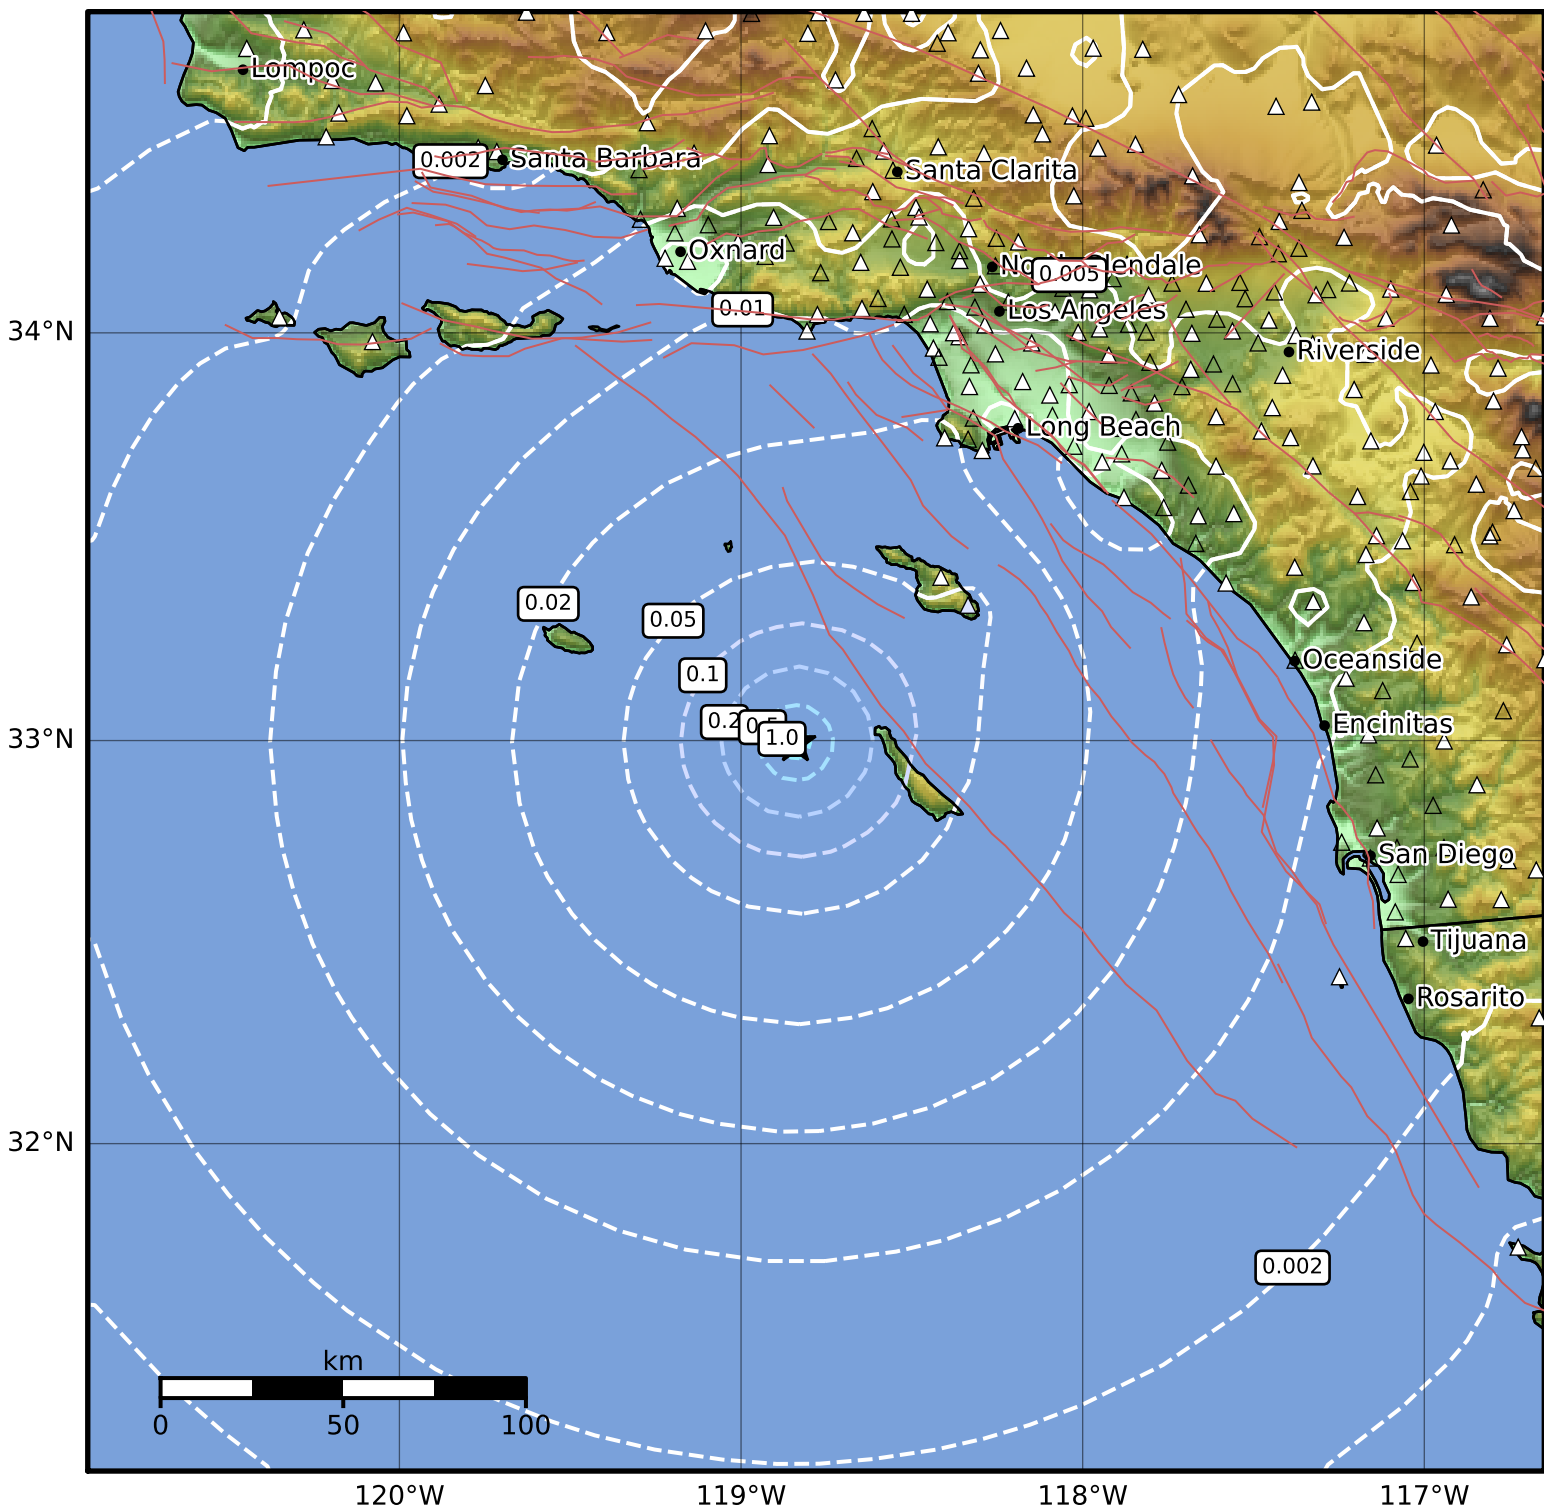 Lompoc
0.002
Santa Barbara
Santa Clarita
Oxnard
0.005
0.01
Los Angeles
34°N
Riverside
Long Beach
0.02
0.05
Oceanside
0.1
Encinitas
0.2
1.0
33°N
San Diego
Tijuana
Rosarito
32°N
0.002
km
0
50
100
120°W
119°W
118°W
117°W